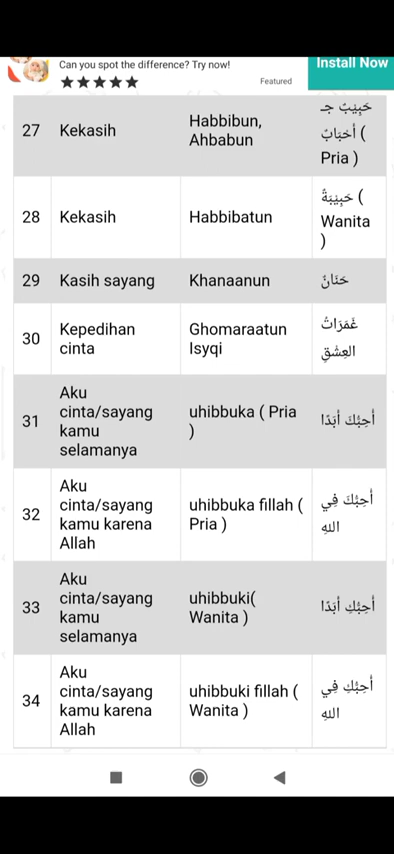 Can you spot the difference? Try now!
Install Now
★★★★★
Featured
27
Kekasih
Habbibun,
Ahbabun
حَبِيْبٌ جـ
أَحْبَابٌ (
Pria )
28
Kekasih
Habbibatun
حَبِيْبَةٌ (
Wanita
)
29
Kasih sayang
Khanaanun
حَنَانٌ
30
Kepedihan
cinta
Ghomaraatun
Isyqi
غَمَرَاتُ
العِشْقِ
31
Aku
cinta/sayang
kamu
selamanya
uhibbuka ( Pria
)
أُحِبُّكَ أَبَدًا
32
Aku
cinta/sayang
kamu karena
Allah
uhibbuka fillah (
Pria )
أُحِبُّكَ فِي
اللهِ
33
Aku
cinta/sayang
kamu
selamanya
uhibbuki(
Wanita )
أُحِبُّكِ أَبَدًا
34
Aku
cinta/sayang
kamu karena
Allah
uhibbuki fillah (
Wanita )
أُحِبُّكِ فِي
اللهِ